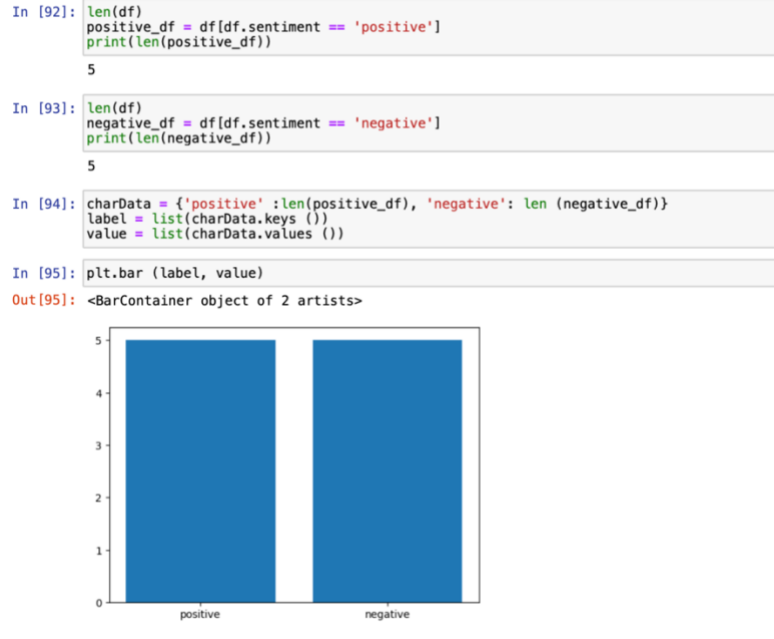 In [92]: len(df)
positive_df = df[df.sentiment == 'positive']
print(len(positive_df))
5
In [93]: len(df)
negative_df = df[df.sentiment == 'negative']
print(len(negative_df))
5
In [94]: charData = {'positive' :len(positive_df), 'negative': len (negative_df)}
label = list(charData.keys ())
value = list(charData.values ())
In [95]: plt.bar (label, value)
Out[95]: <BarContainer object of 2 artists>
5
4
3
2
1
0
positive negative